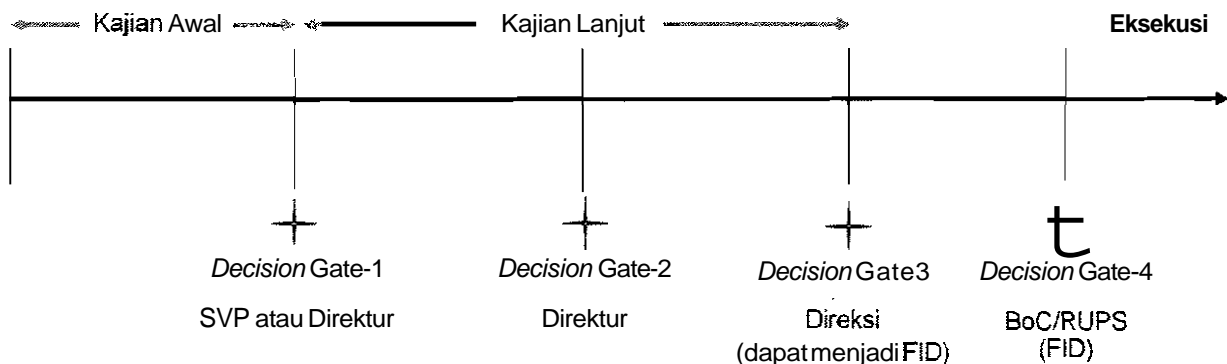 Kajian Awal
Kajian Lanjut
Eksekusi
t
Decision Gate-1
Decision Gate-2
Decision Gate3
Decision Gate-4
SVP atau Direktur
Direktur
Direksi
(dapat menjadi FID)
BoC/RUPS
(FID)